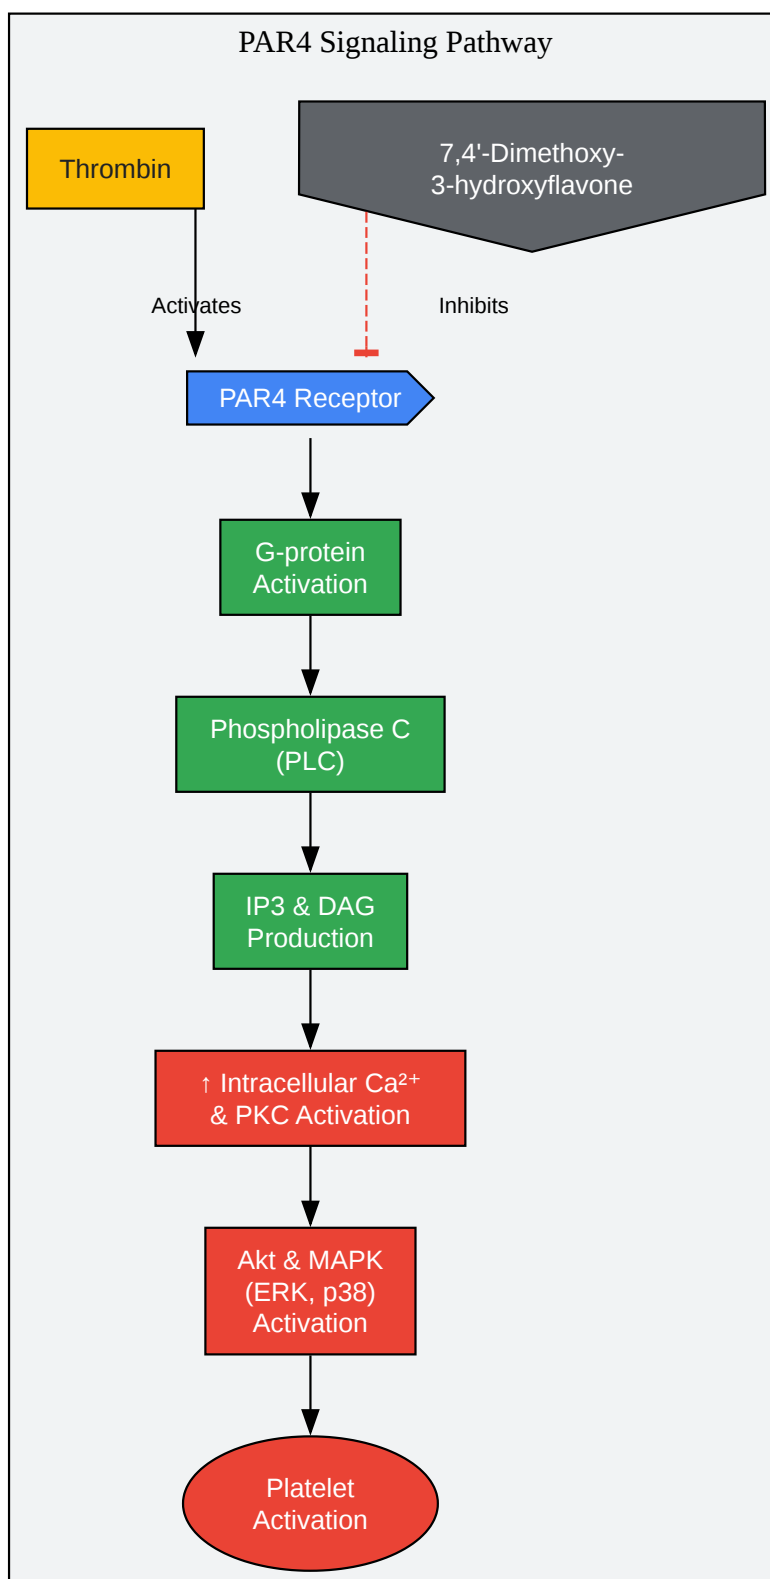 PAR4 Signaling Pathway
Thrombin
7,4'-Dimethoxy-
3-hydroxyflavone
Activates
Inhibits
PAR4 Receptor
G-protein
Activation
Phospholipase C
(PLC)
IP3 & DAG
Production
↑ Intracellular Ca²⁺
& PKC Activation
Akt & MAPK
(ERK, p38)
Activation
Platelet
Activation